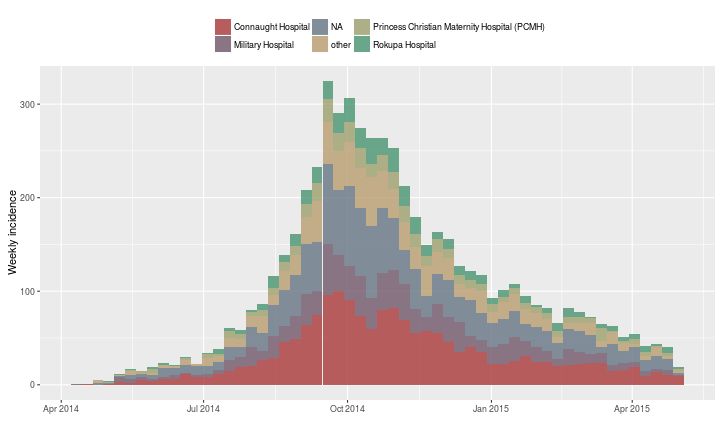 Connaught Hospital NA Princess Christian Maternity Hospital (PCMH)
Military Hospital other Rokupa Hospital
Weekly incidence
300
200
100
0
Apr 2014 Jul 2014 Oct 2014 Jan 2015 Apr 2015